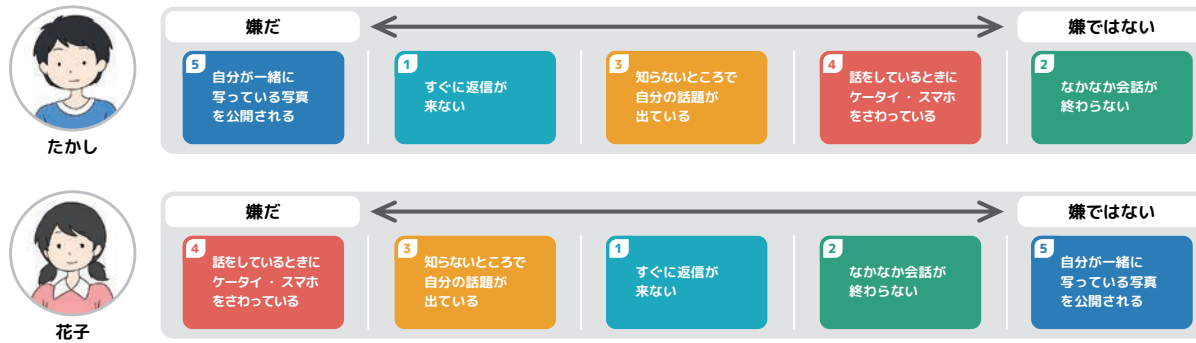 嫌だ
嫌ではない
5
自分が一緒に
写っている写真
を公開される
1
すぐに返信が
来ない
3
知らないところで
自分の話題が
出ている
4
話をしているときに
ケータイ・スマホ
をさわっている
2
なかなか会話が
終わらない
たかし
嫌だ
嫌ではない
4
話をしているときに
ケータイ・スマホ
をさわっている
3
知らないところで
自分の話題が
出ている
1
すぐに返信が
来ない
2
なかなか会話が
終わらない
5
自分が一緒に
写っている写真
を公開される
花子